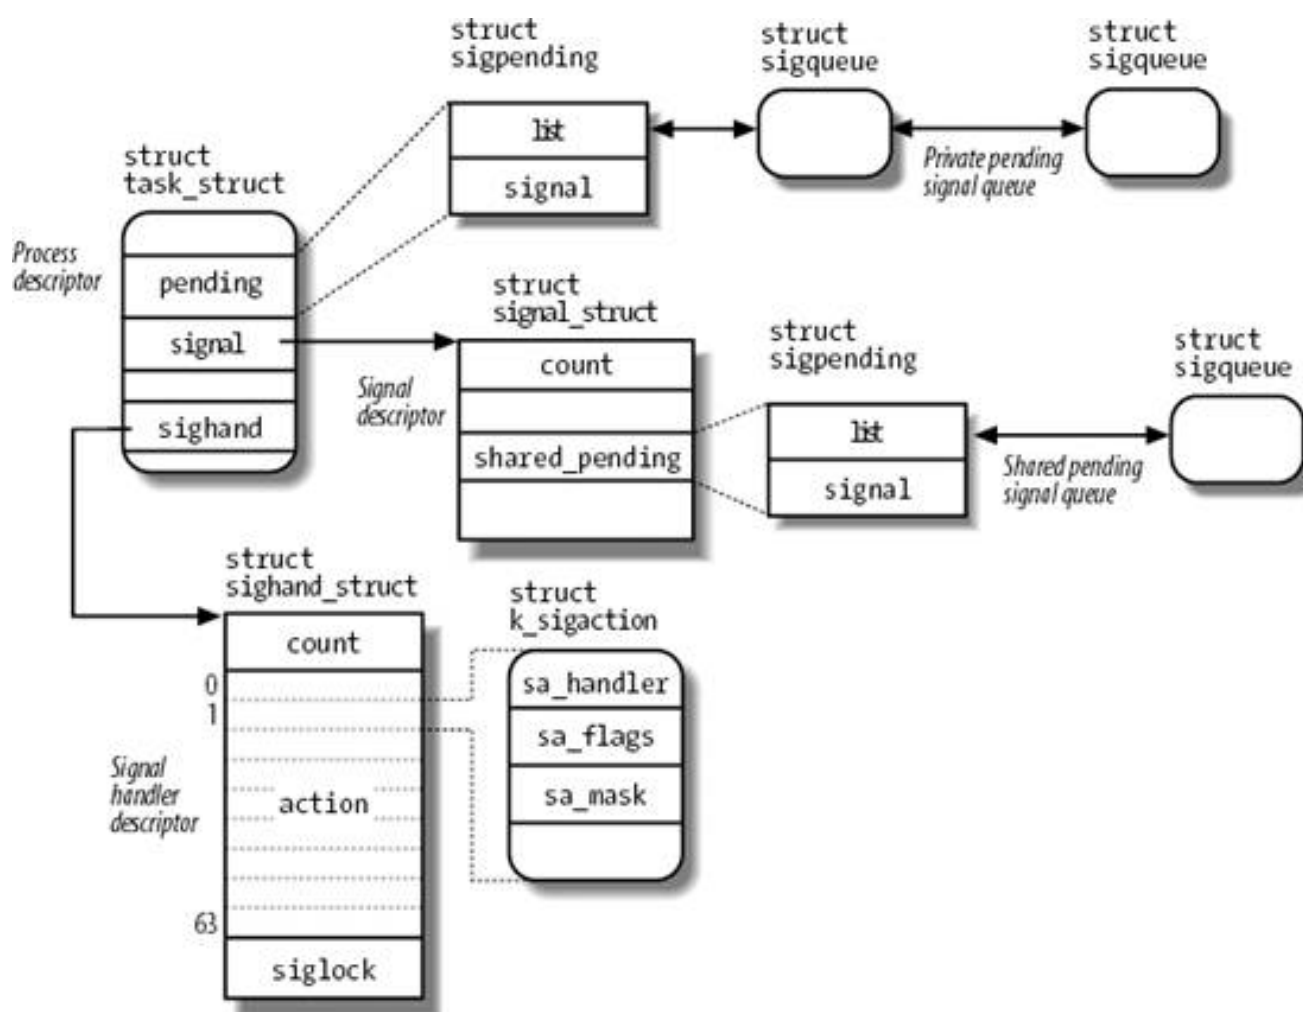 struct
sigpending
struct
sigqueue
struct
sigqueue
list
signal
Private pending
signal queue
struct
task_struct
Process
descriptor
pending
signal
sighand
struct
signal_struct
Signal
descriptor
count
shared_pending
struct
sigpending
list
signal
Shared pending
signal queue
struct
sigqueue
struct
sighand_struct
count
0
1
Signal
handler
descriptor
action
63
siglock
struct
k_sigaction
sa_handler
sa_flags
sa_mask